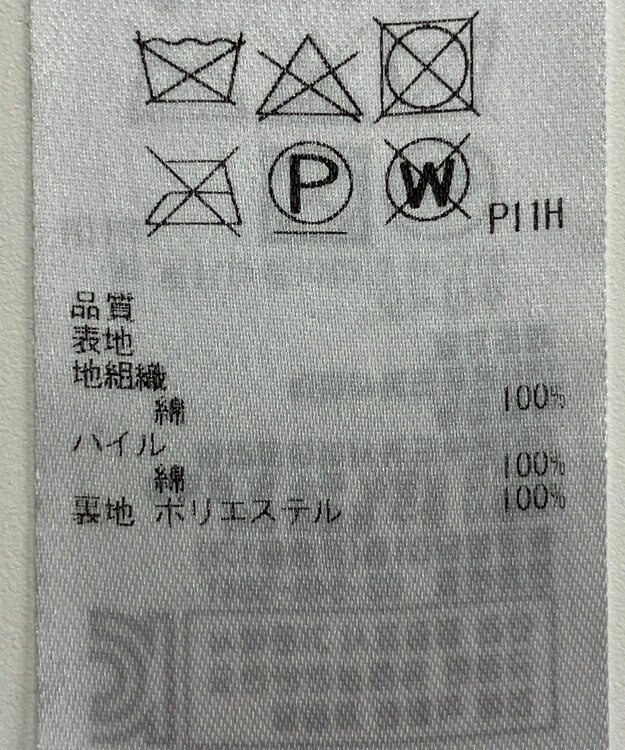 P W P11H
品質
表地
地組織
綿 100%
パイル
綿 100%
裏地 ポリエステル 100%